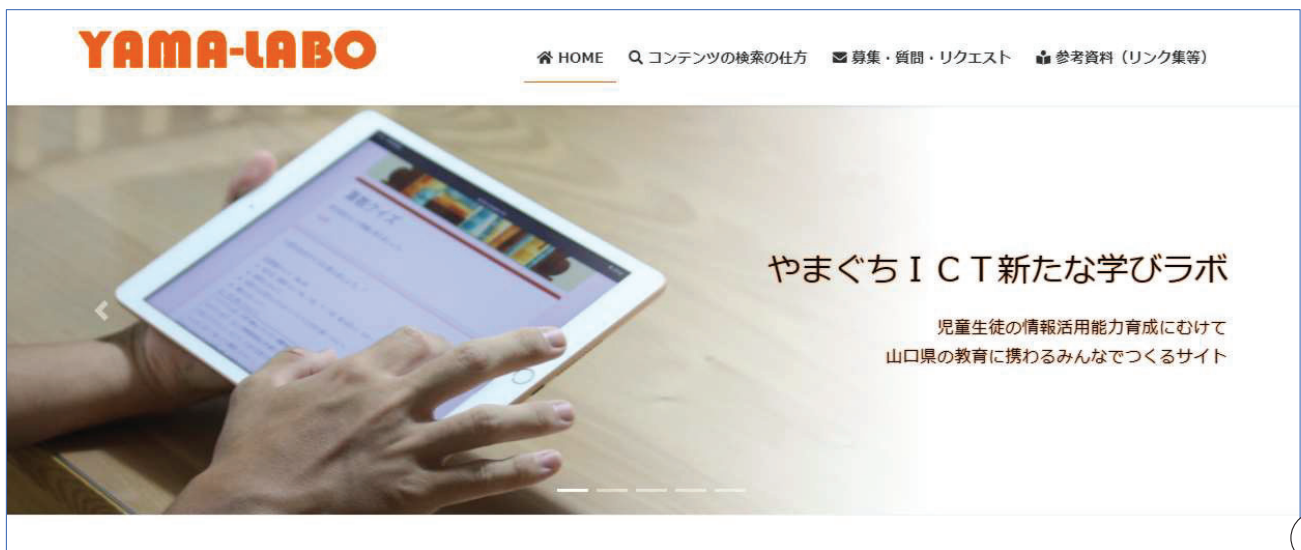 YAMA-LABO
HOME コンテンツの検索の仕方 募集・質問・リクエスト 参考資料（リンク集等）
やまぐちＩＣＴ新たな学びラボ
児童生徒の情報活用能力育成にむけて
山口県の教育に携わるみんなでつくるサイト